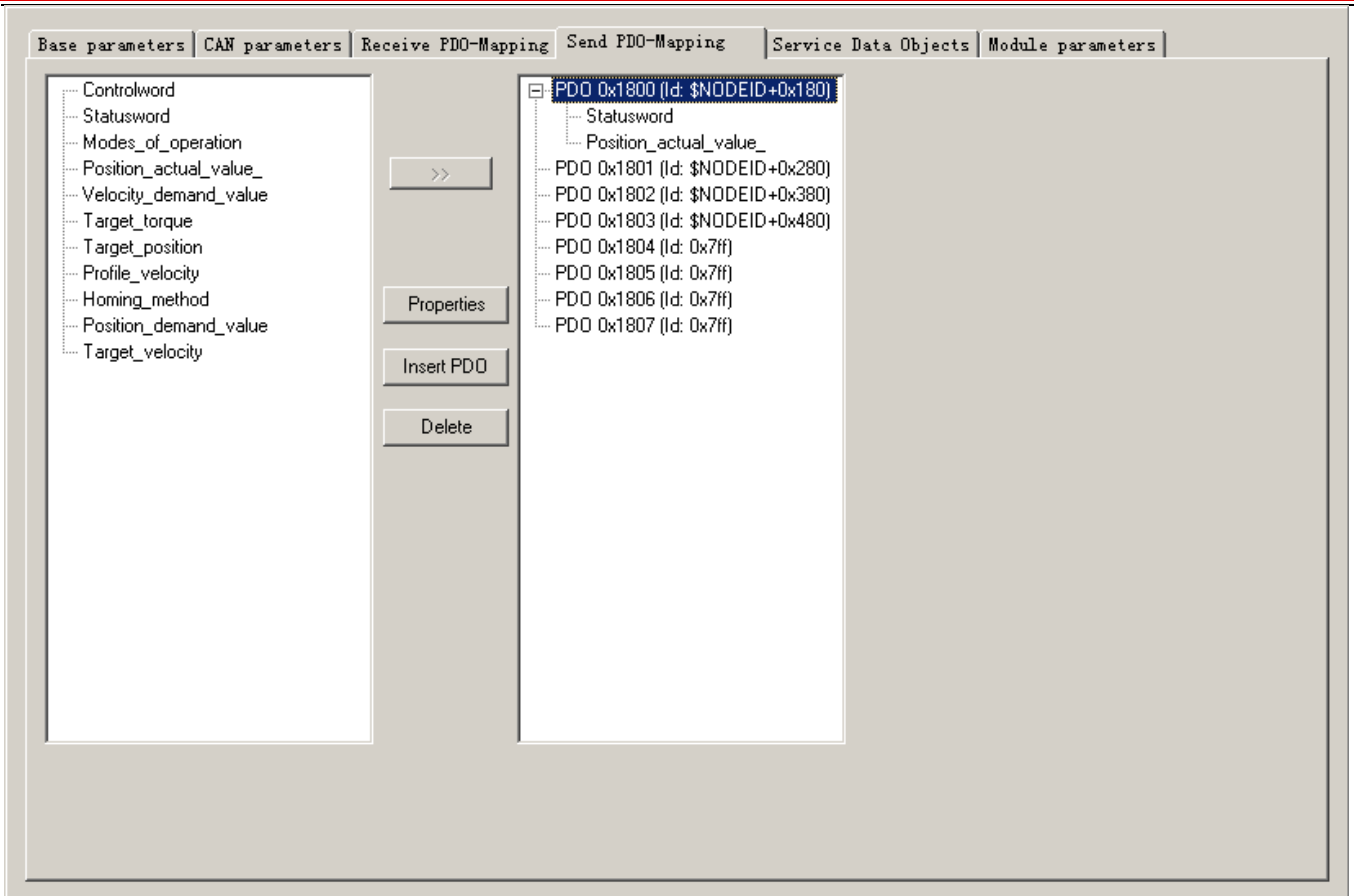 Base parameters CAN parameters Receive PDO-Mapping Send PDO-Mapping Service Data Objects Module parameters
Controlword
Statusword
Modes_of_operation
Position_actual_value_
Velocity_demand_value
Target_torque
Target_position
Profile_velocity
Homing_method
Position_demand_value
Target_velocity
>>
Properties
Insert PDO
Delete
PDO 0x1800 (Id: $NODEID+0x180)
Statusword
Position_actual_value_
PDO 0x1801 (Id: $NODEID+0x280)
PDO 0x1802 (Id: $NODEID+0x380)
PDO 0x1803 (Id: $NODEID+0x480)
PDO 0x1804 (Id: 0x7ff)
PDO 0x1805 (Id: 0x7ff)
PDO 0x1806 (Id: 0x7ff)
PDO 0x1807 (Id: 0x7ff)